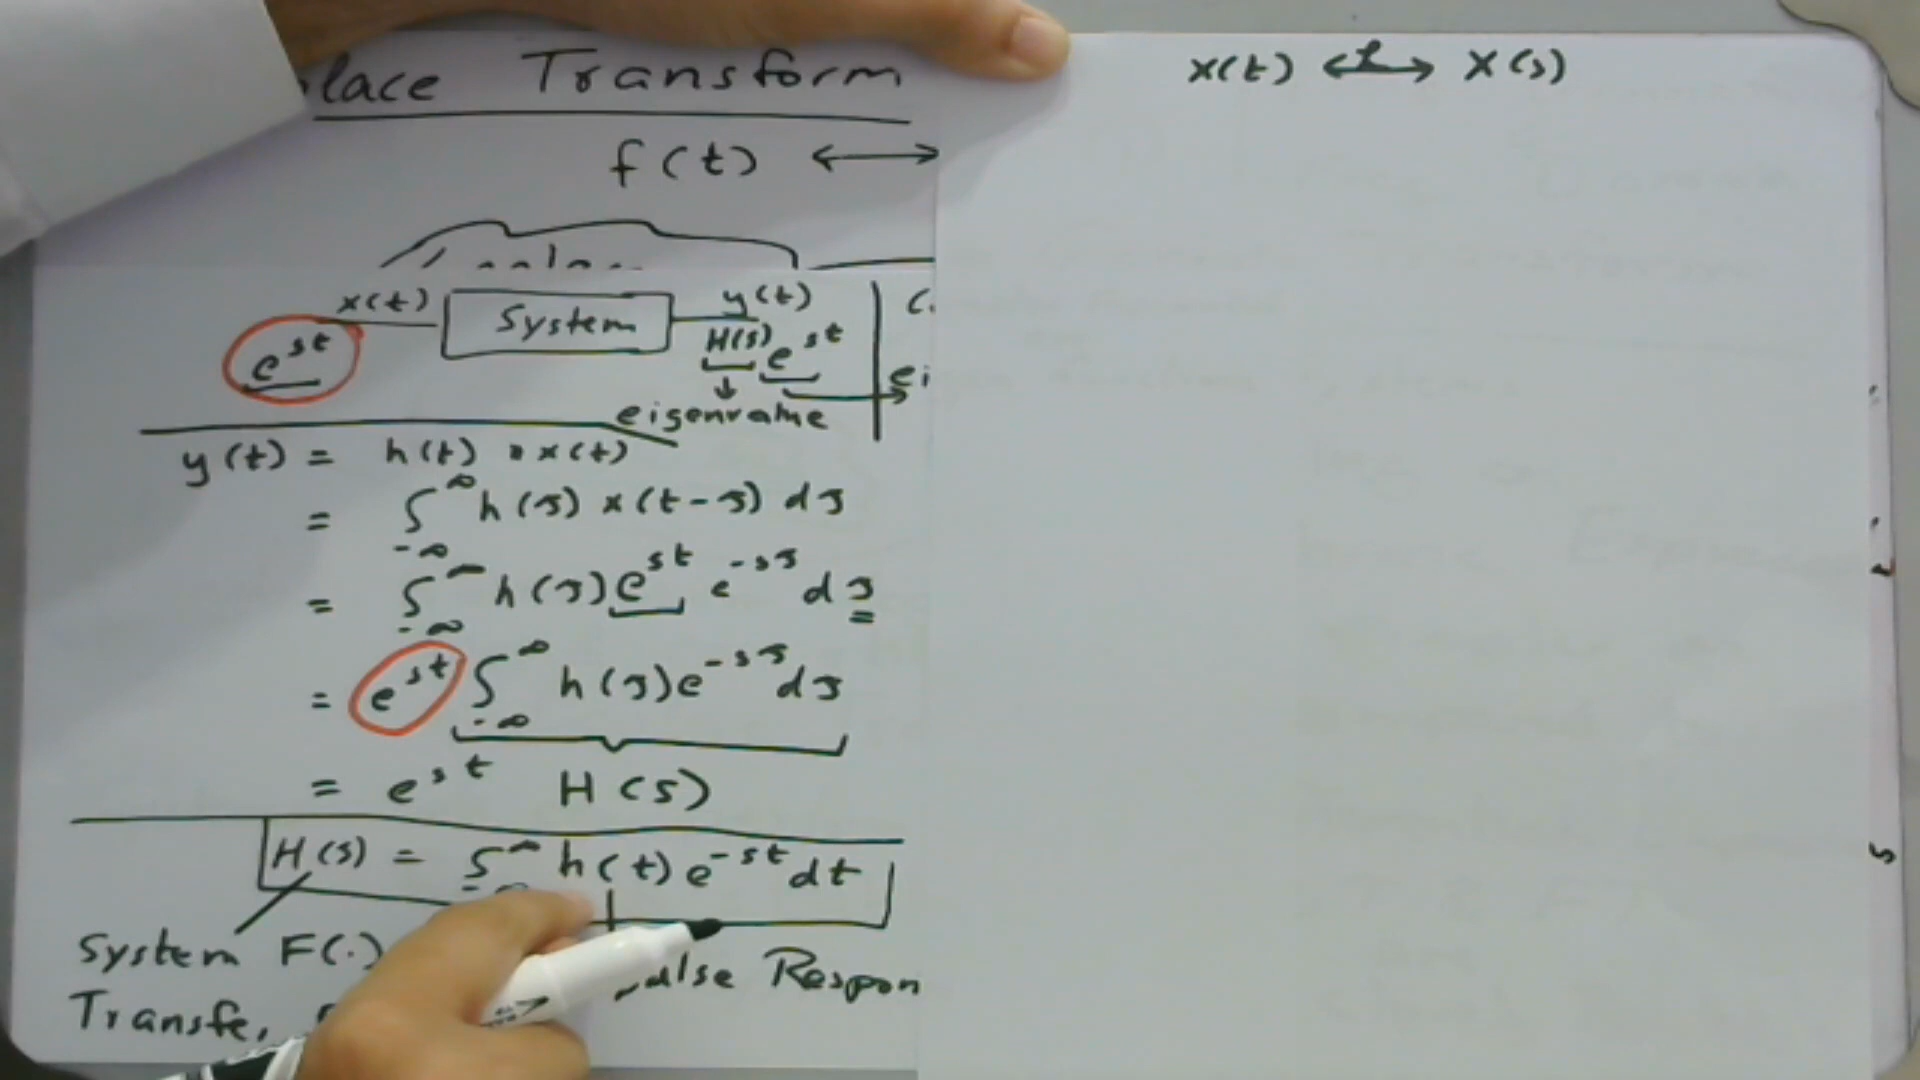 lace Transform
f(t) ↔
x(t) System y(t)
e^{st} H(s) e^{st}
eigenvalue
y(t) = h(t) * x(t)
= ∫_{-∞}^{∞} h(τ) x(t-τ) dτ
= ∫_{-∞}^{∞} h(τ) e^{st} e^{-sτ} dτ
= e^{st} ∫_{-∞}^{∞} h(τ) e^{-sτ} dτ
= e^{st} H(s)
H(s) = ∫_{-∞}^{∞} h(t) e^{-st} dt
System F(.)
ulse Respon
Transfe
x(t) ↔^{L} X(s)